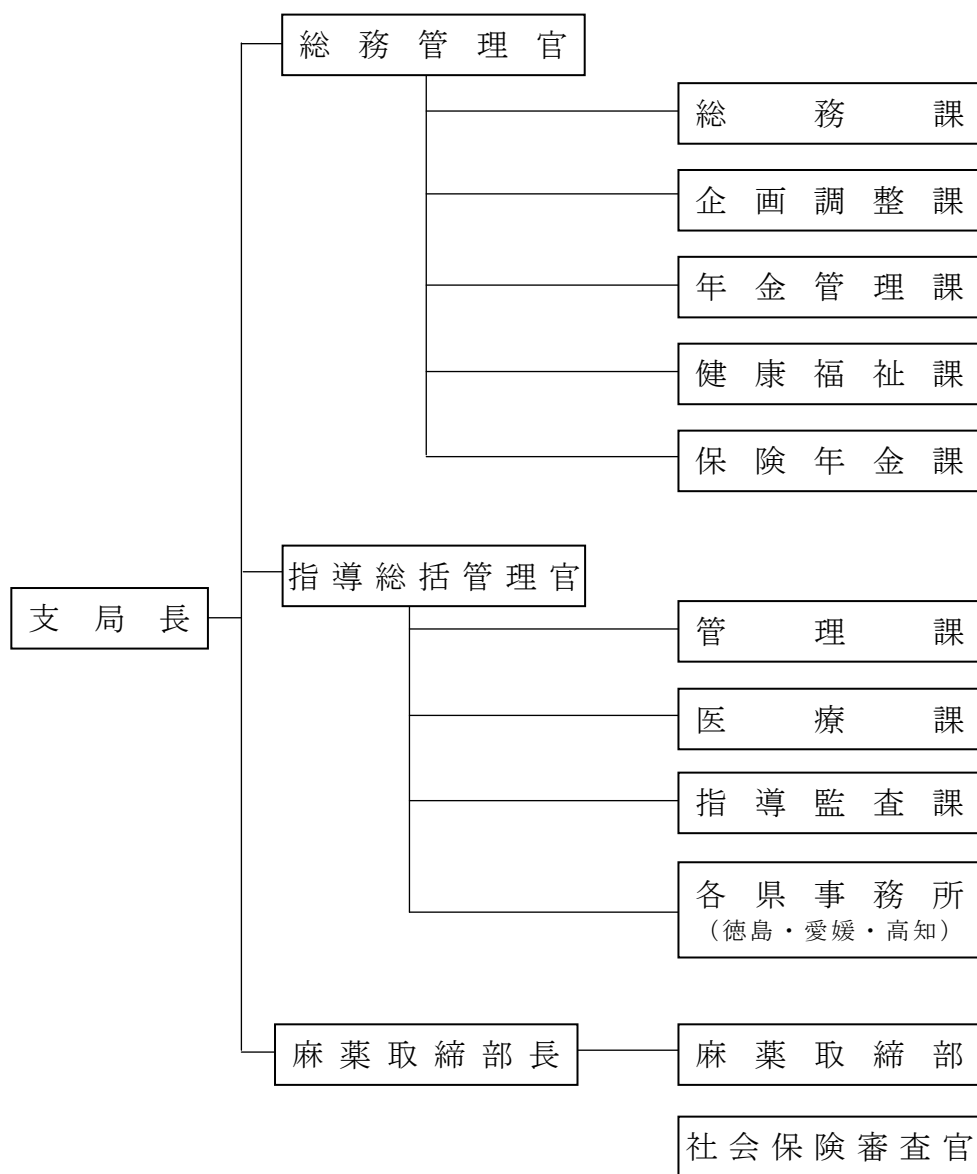 総務管理官
総務課
企画調整課
年金管理課
健康福祉課
保険年金課
指導総括管理官
支局長
管理課
医療課
指導監査課
各県事務所
（徳島・愛媛・高知）
麻薬取締部長
麻薬取締部
社会保険審査官